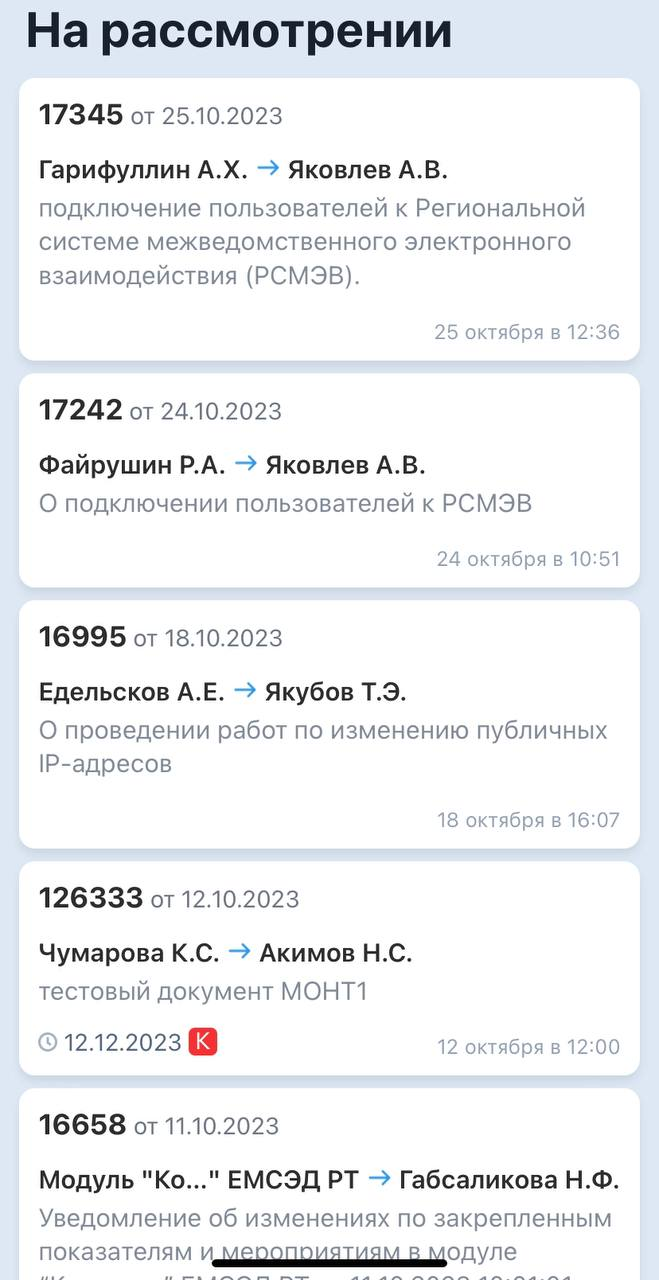 На рассмотрении
17345 от 25.10.2023
Гарифуллин А.Х. → Яковлев А.В.
подключение пользователей к Региональной
системе межведомственного электронного
взаимодействия (РСМЭВ).
25 октября в 12:36
17242 от 24.10.2023
Файрушин Р.А. → Яковлев А.В.
О подключении пользователей к РСМЭВ
24 октября в 10:51
16995 от 18.10.2023
Едельсков А.Е. → Якубов Т.Э.
О проведении работ по изменению публичных
IP-адресов
18 октября в 16:07
126333 от 12.10.2023
Чумарова К.С. → Акимов Н.С.
тестовый документ МОНТ1
12.12.2023 К 12 октября в 12:00
16658 от 11.10.2023
Модуль "Ко..." ЕМСЭД РТ → Габсаликова Н.Ф.
Уведомление об изменениях по закрепленным
показателям и мероприятиям в модуле